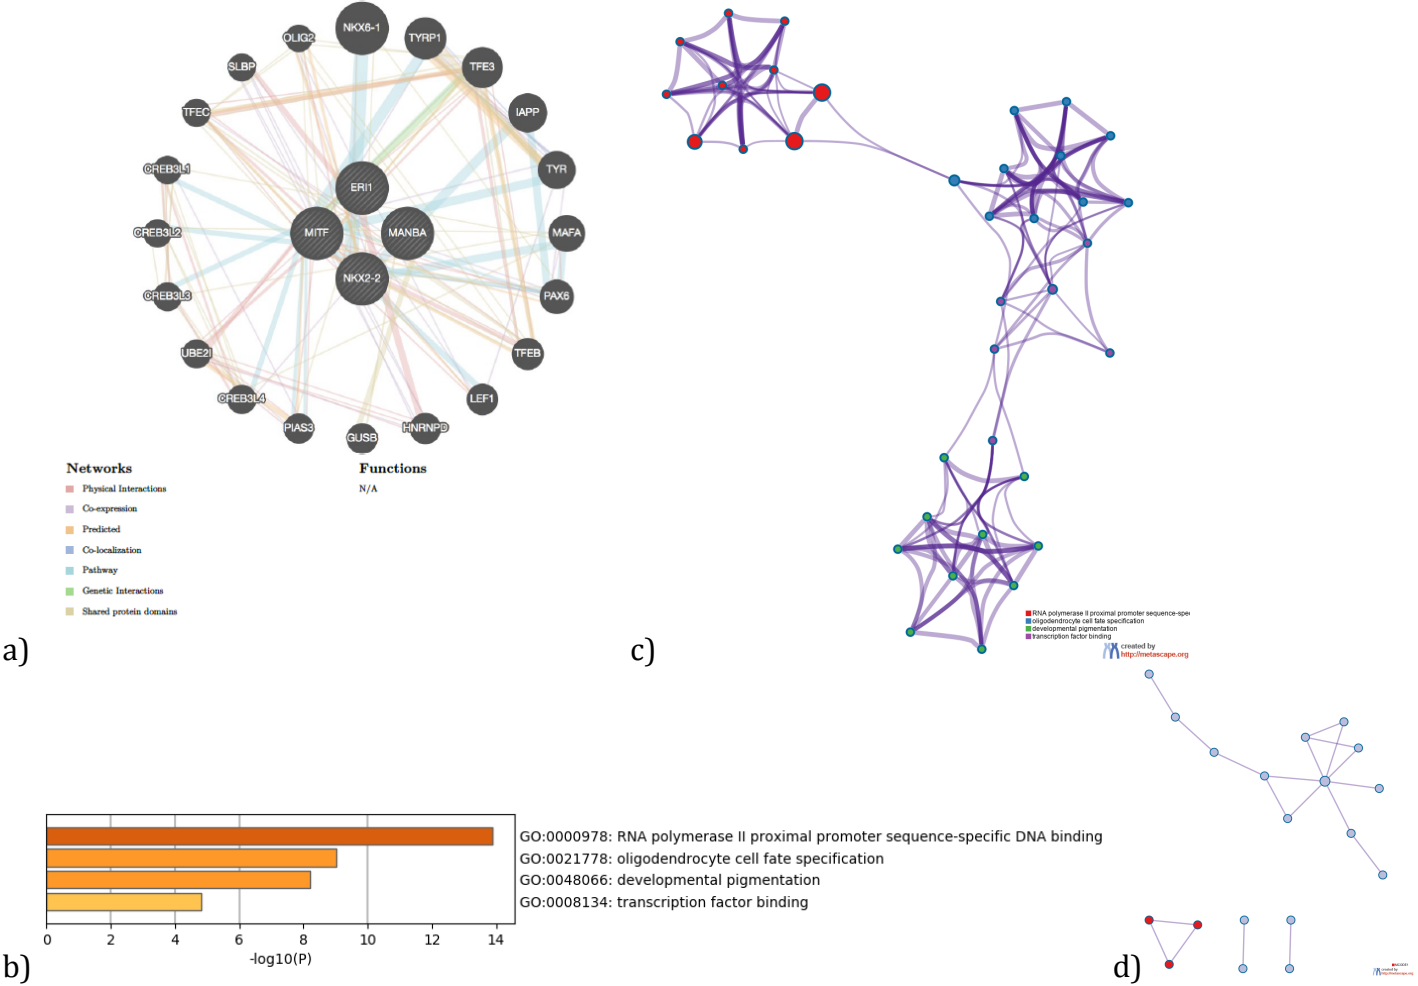 NKX6-1
OLIG2
TYRP1
SLBP
TFE3
TFEC
IAPP
CREB3L1
TYR
ERI1
CREB3L2
MITF
MANBA
MAFA
NKX2-2
CREB3L3
PAX6
UBE2I
TFEB
CREB3L4
LEF1
PIAS3
GUSB
HNRNPD
Networks
Physical Interactions
Co-expression
Predicted
Co-localization
Pathway
Genetic Interactions
Shared protein domains
Functions
N/A
a)
RNA polymerase II proximal promoter sequence-spe
oligodendrocyte cell fate specification
developmental pigmentation
transcription factor binding
created by
http://metascape.org
c)
GO:0000978: RNA polymerase II proximal promoter sequence-specific DNA binding
GO:0021778: oligodendrocyte cell fate specification
GO:0048066: developmental pigmentation
GO:0008134: transcription factor binding
0 2 4 6 8 10 12 14
-log10(P)
b)
created by
http://metascape.org
d)